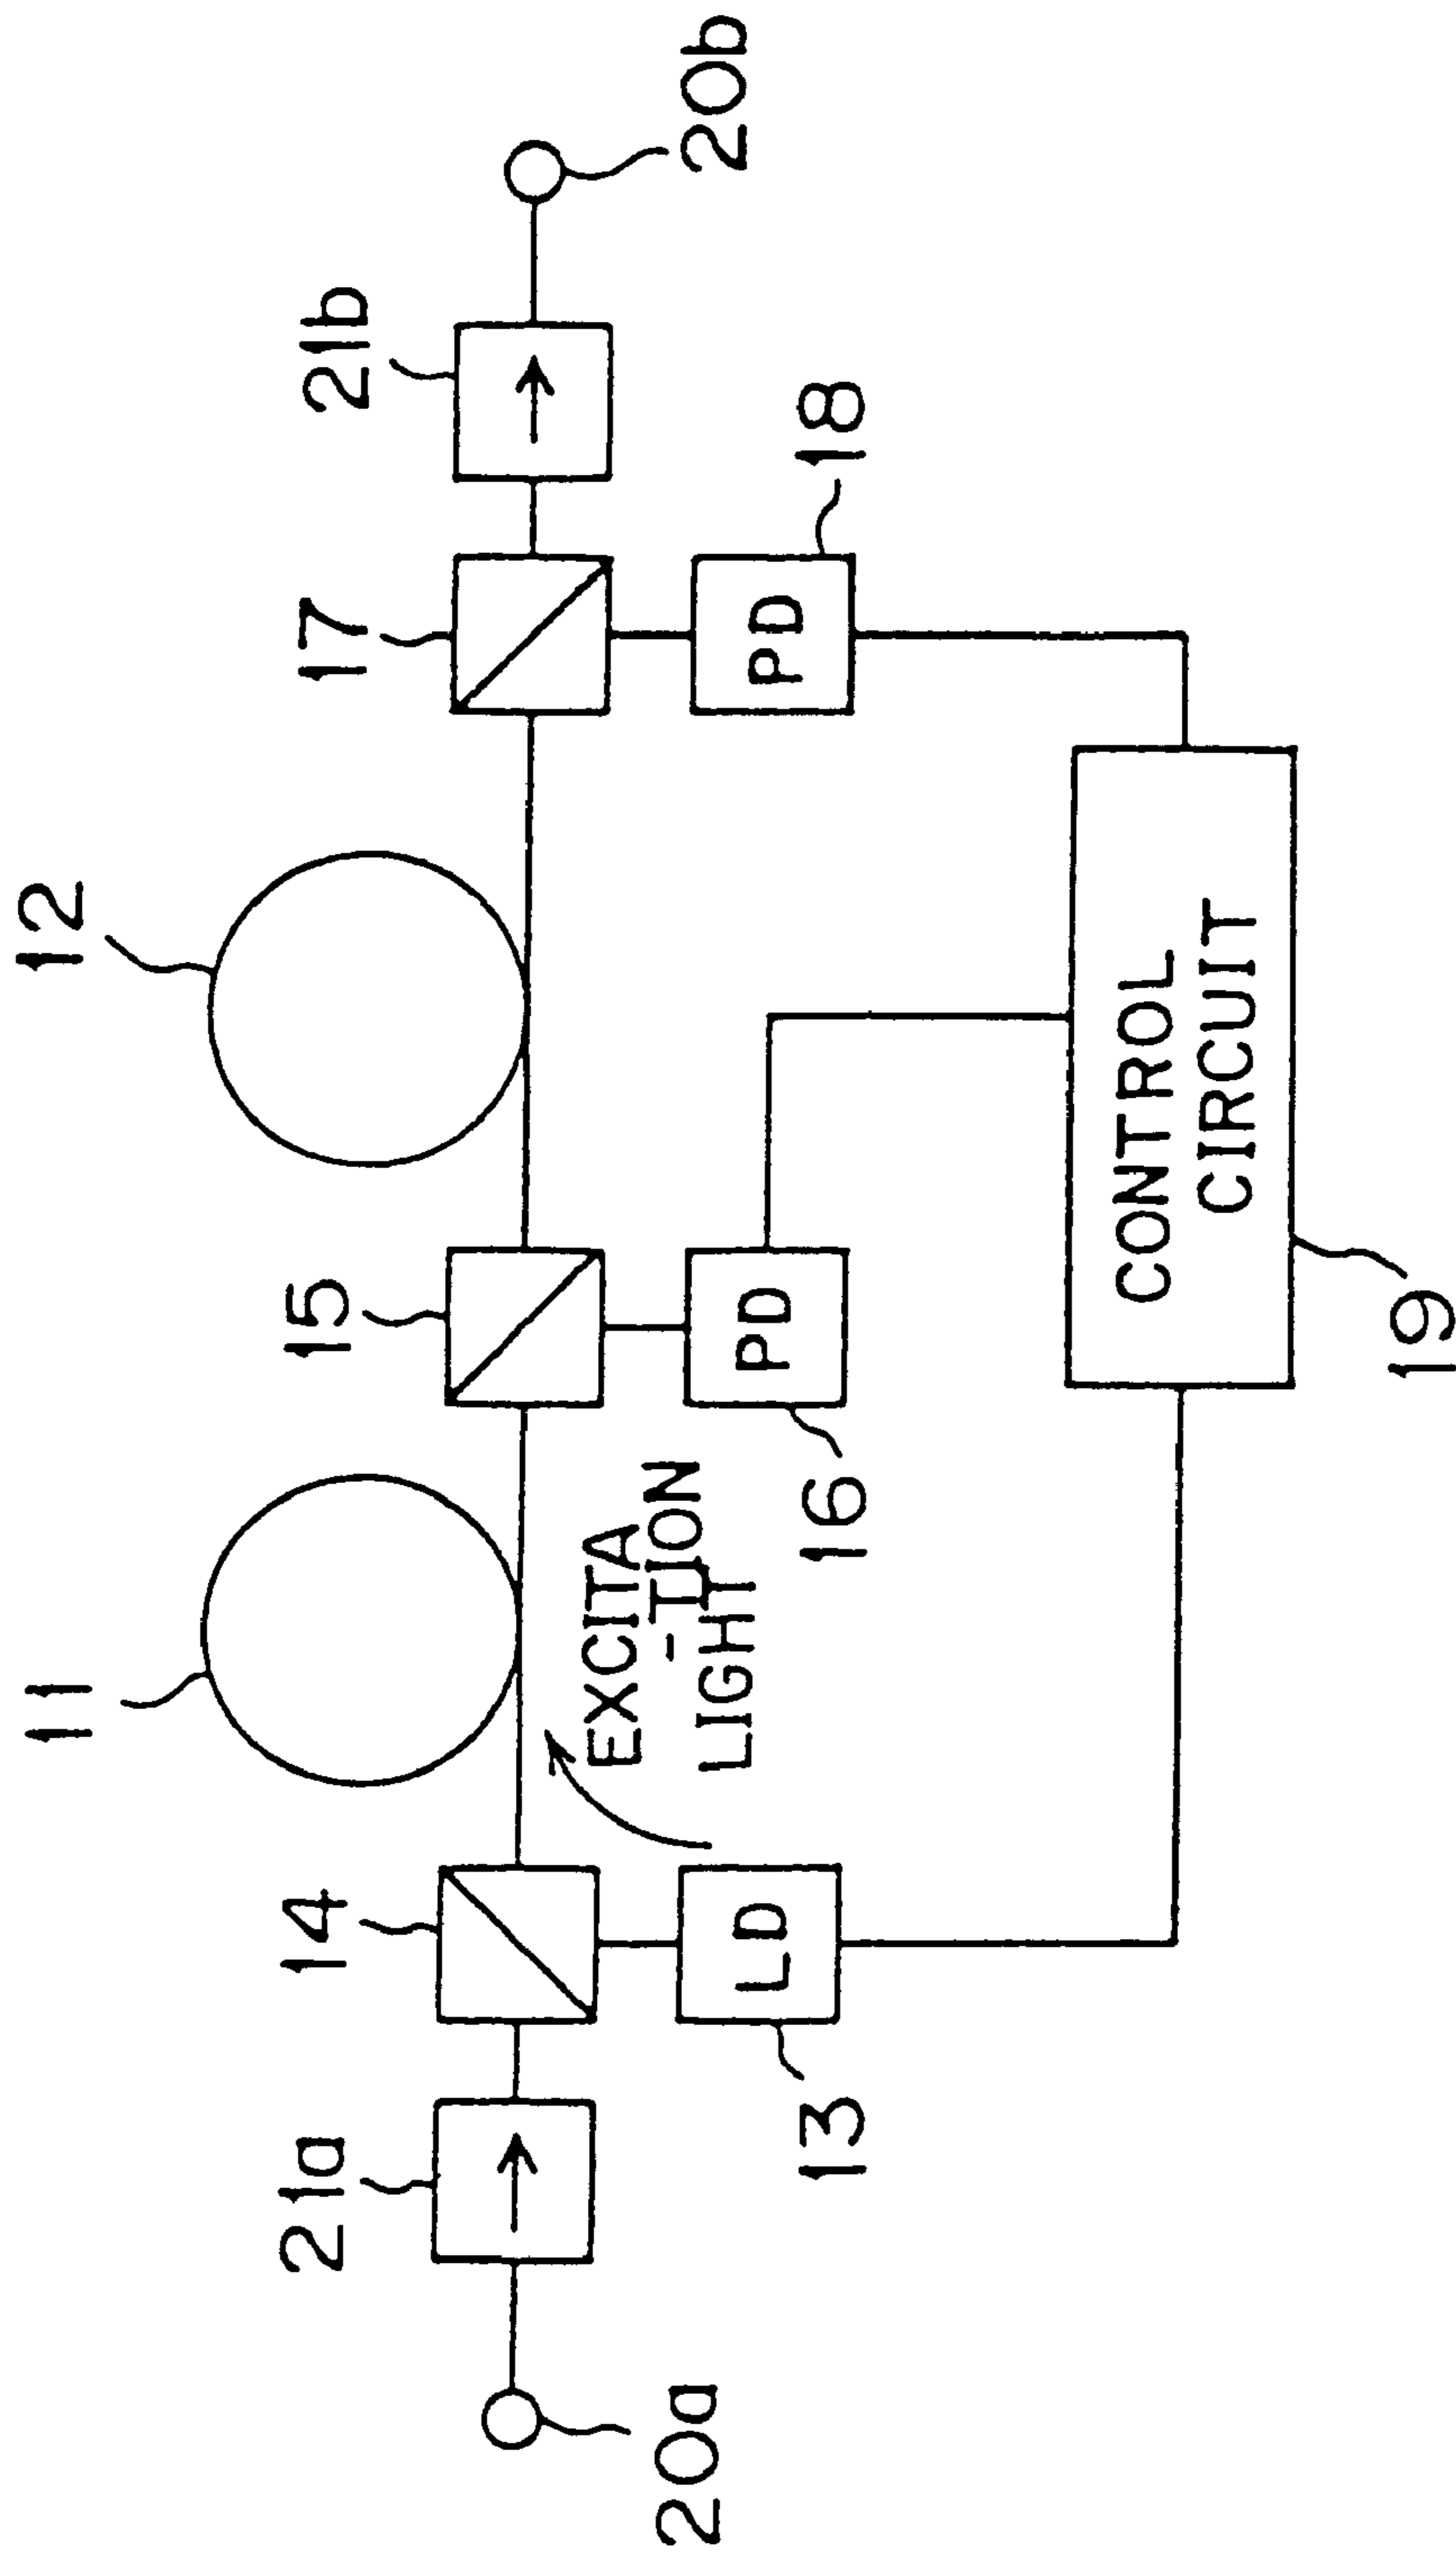 11
12
21a
14
15
17
21b
EXCITA
-TION
LIGHT
20a
20b
LD
PD
PD
13
16
18
CONTROL
CIRCUIT
19